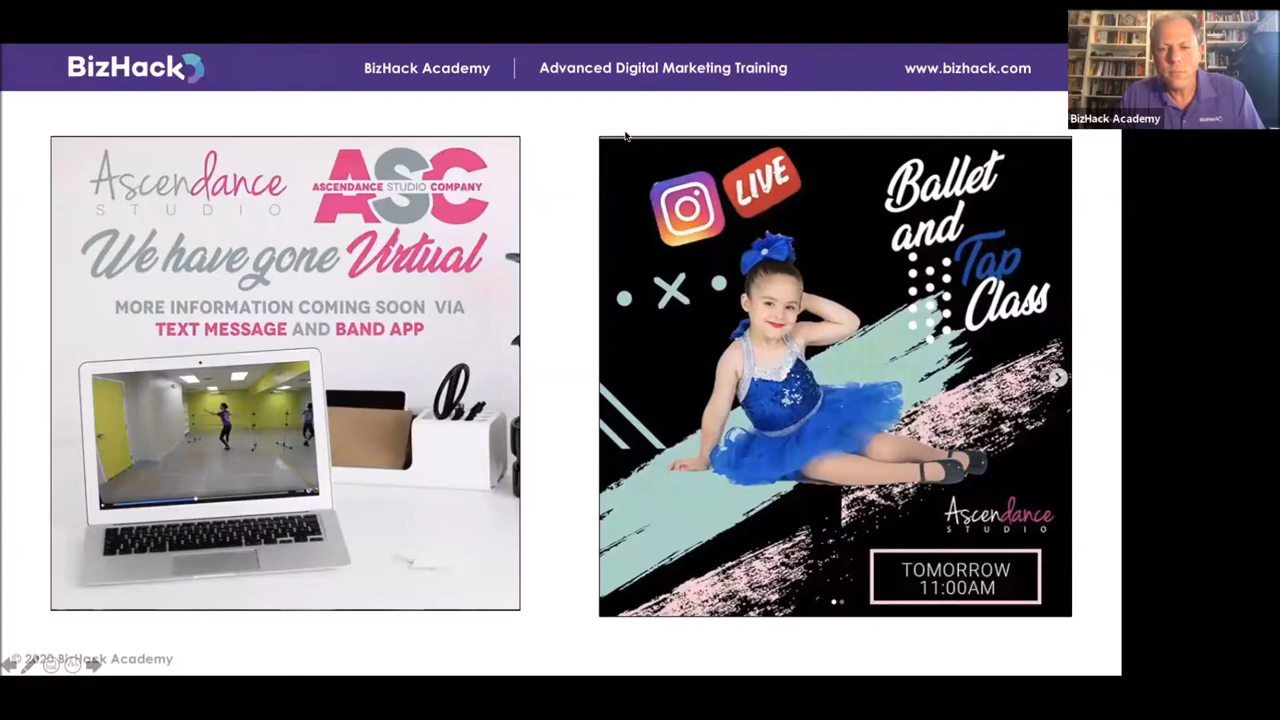 BizHack
BizHack Academy | Advanced Digital Marketing Training
www.bizhack.com
BizHack Academy
Ascendance
STUDIO
ASC
ASCENDANCE STUDIO COMPANY
We have gone Virtual
MORE INFORMATION COMING SOON VIA
TEXT MESSAGE AND BAND APP
LIVE
Ballet
and
Tap
Class
Ascendance
STUDIO
TOMORROW
11:00AM
© 2020 BizHack Academy